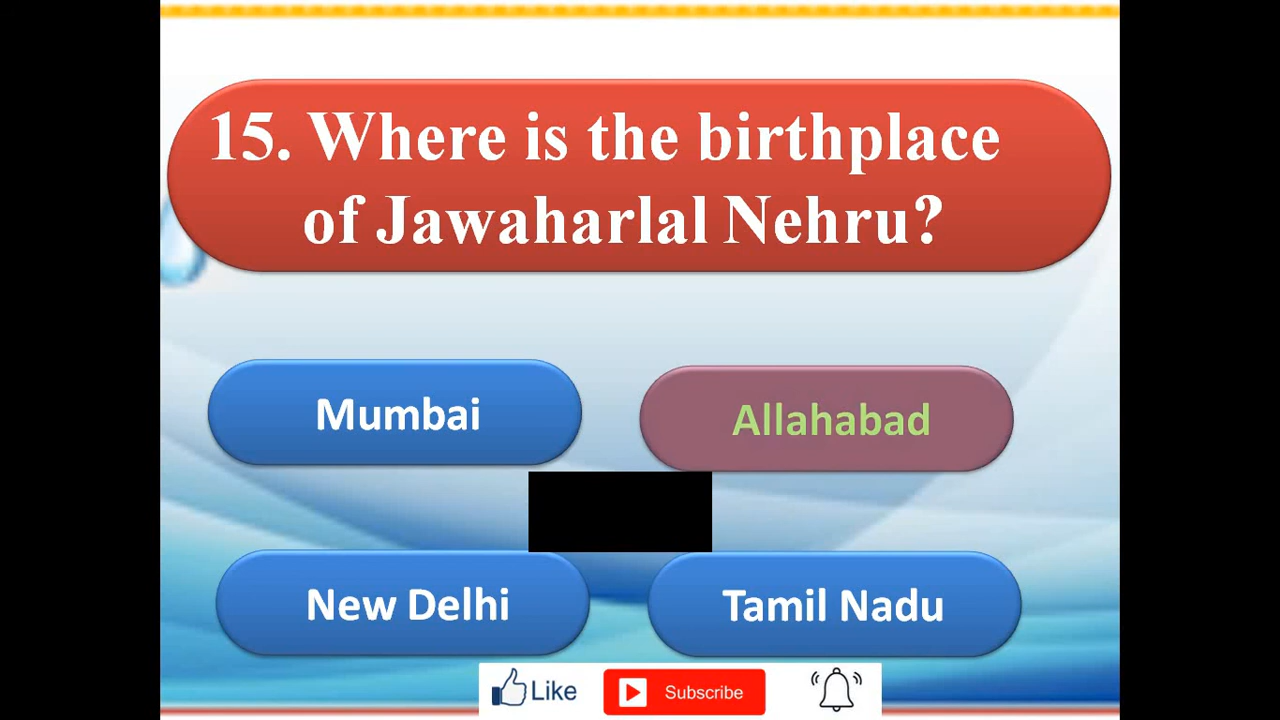 15. Where is the birthplace
of Jawaharlal Nehru?
Mumbai
Allahabad
New Delhi
Tamil Nadu
Like
Subscribe